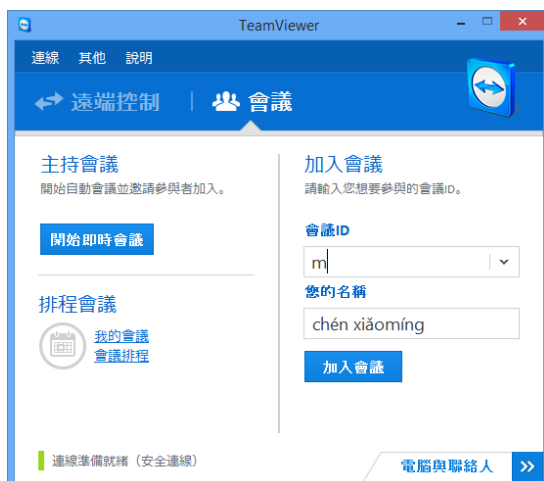 TeamViewer
連線 其他 說明
遠端控制 會議
主持會議
開始自動會議並邀請參與者加入。
開始即時會議
排程會議
我的會議
會議排程
加入會議
請輸入您想要參與的會議ID。
會議ID
m
您的名稱
chén xiǎomíng
加入會議
連線準備就緒（安全連線）
電腦與聯絡人